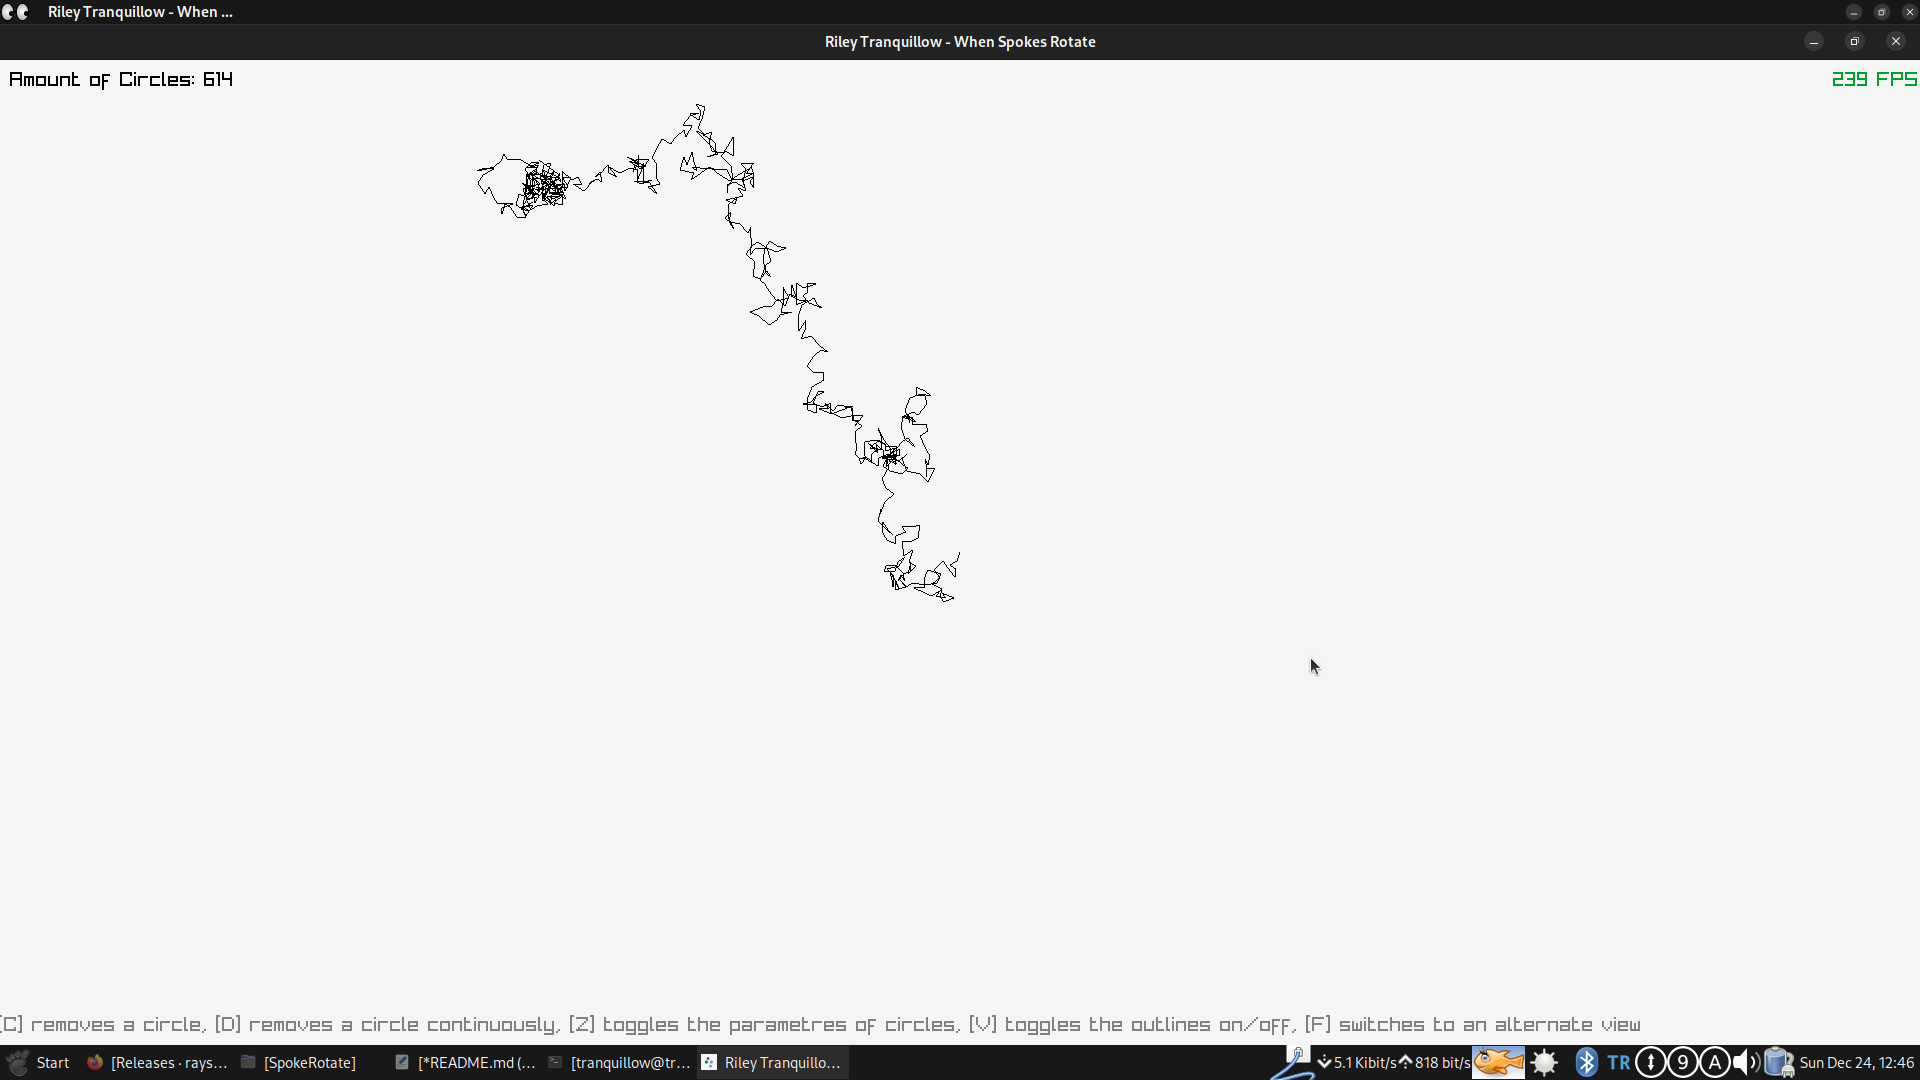 Riley Tranquillow - When ...
Riley Tranquillow - When Spokes Rotate
Amount of Circles: 614
239 FPS
[C] removes a circle, [D] removes a circle continuously, [Z] toggles the parametres of circles, [V] toggles the outlines on/off, [F] switches to an alternate view
Start
[Releases · rays...
[SpokeRotate]
[*README.md (...
[tranquillow@tr...
Riley Tranquillo...
5.1 Kibit/s
818 bit/s
TR
9
A
Sun Dec 24, 12:46